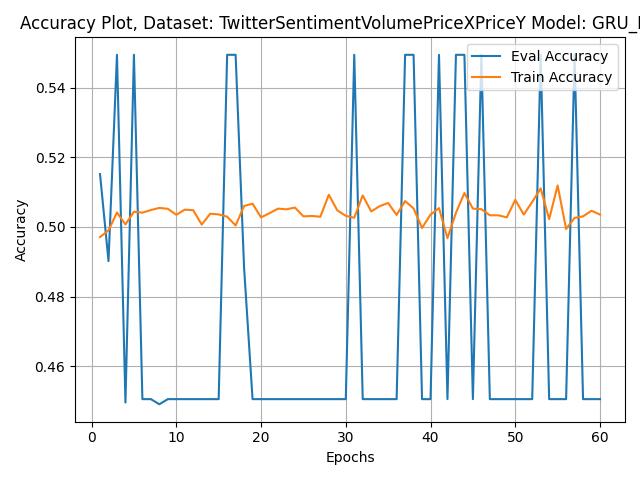 Accuracy Plot, Dataset: TwitterSentimentVolumePriceXPriceY Model: GRU_
Eval Accuracy
Train Accuracy
0.54
0.52
0.50
0.48
0.46
Accuracy
0 10 20 30 40 50 60
Epochs